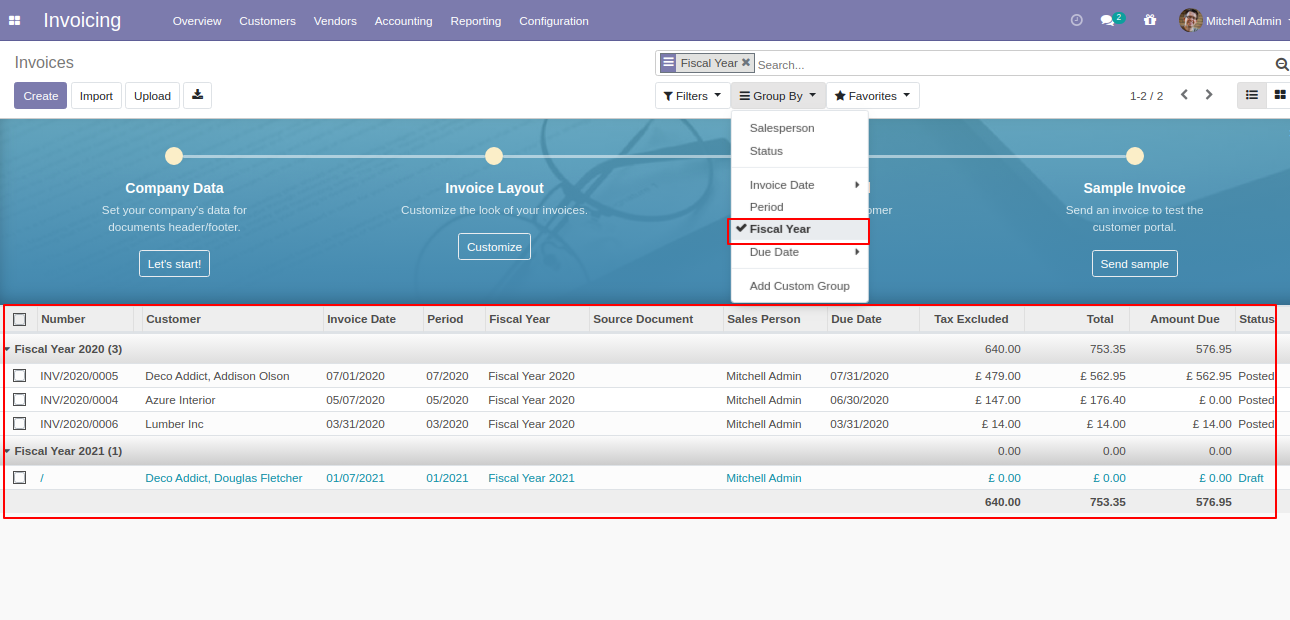 Invoicing Overview Customers Vendors Accounting Reporting Configuration 2 Mitchell Admin
Invoices
Fiscal Year Search...
Create Import Upload
Filters Group By Favorites 1-2 / 2
Salesperson
Status
Invoice Date
Period
Fiscal Year
Due Date
Add Custom Group
Company Data
Set your company's data for
documents header/footer.
Let's start!
Invoice Layout
Customize the look of your invoices.
Customize
Sample Invoice
Send an invoice to test the
customer portal.
Send sample
Number Customer Invoice Date Period Fiscal Year Source Document Sales Person Due Date Tax Excluded Total Amount Due Status
Fiscal Year 2020 (3) 640.00 753.35 576.95
INV/2020/0005 Deco Addict, Addison Olson 07/01/2020 07/2020 Fiscal Year 2020 Mitchell Admin 07/31/2020 £ 479.00 £ 562.95 £ 562.95 Posted
INV/2020/0004 Azure Interior 05/07/2020 05/2020 Fiscal Year 2020 Mitchell Admin 06/30/2020 £ 147.00 £ 176.40 £ 0.00 Posted
INV/2020/0006 Lumber Inc 03/31/2020 03/2020 Fiscal Year 2020 Mitchell Admin 03/31/2020 £ 14.00 £ 14.00 £ 14.00 Posted
Fiscal Year 2021 (1) 0.00 0.00 0.00
/ Deco Addict, Douglas Fletcher 01/07/2021 01/2021 Fiscal Year 2021 Mitchell Admin £ 0.00 £ 0.00 £ 0.00 Draft
640.00 753.35 576.95